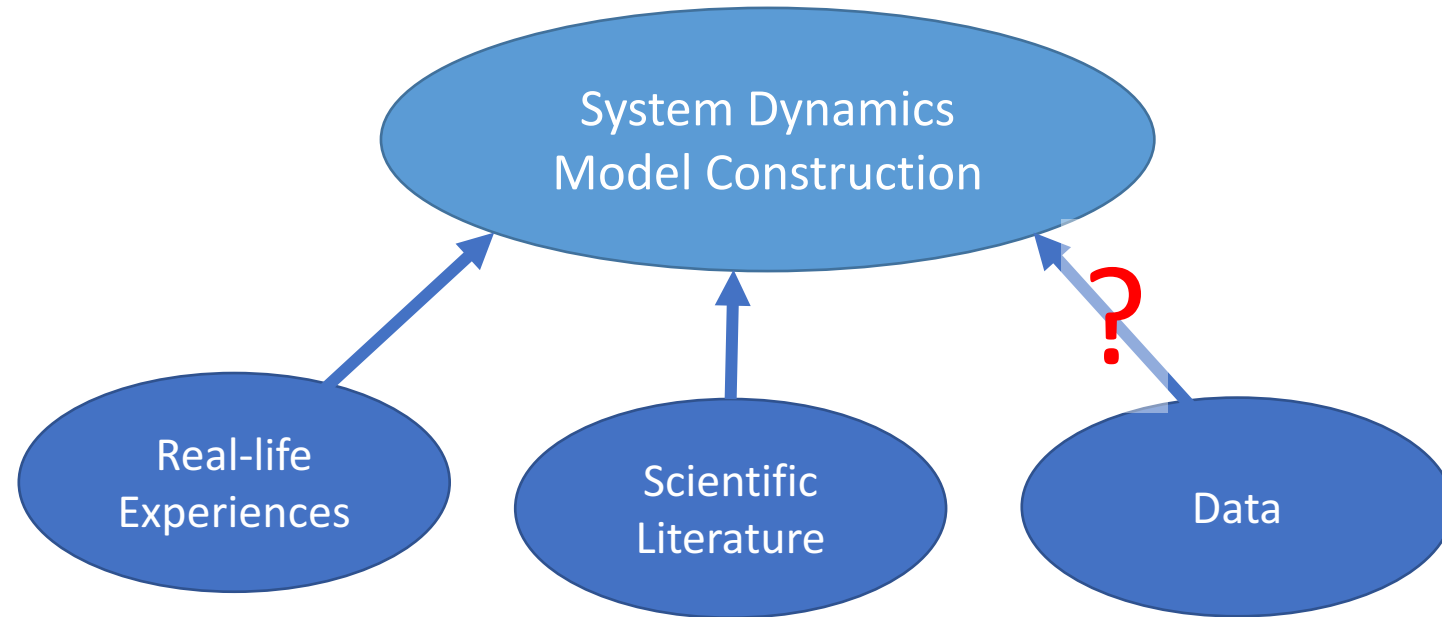 System Dynamics
Model Construction
?
Real-life
Experiences
Scientific
Literature
Data